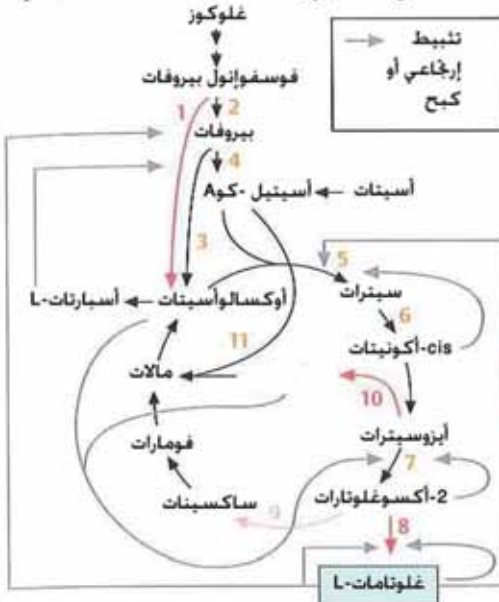 غلوكوز
تثبيط
إرجاعي أو
كبح
فوسفوإنول بيروفات
1
2
بيروفات
4
أسيتات
أسيتيل -كوA
3
5
سيترات
أوكسالوأسيتات
أسبارتات-L
6
cis-أكونيتات
11
مالات
10
أيزوسيترات
فومارات
7
2-أكسوغلوتارات
ساكسينات
9
8
غلوتامات-L